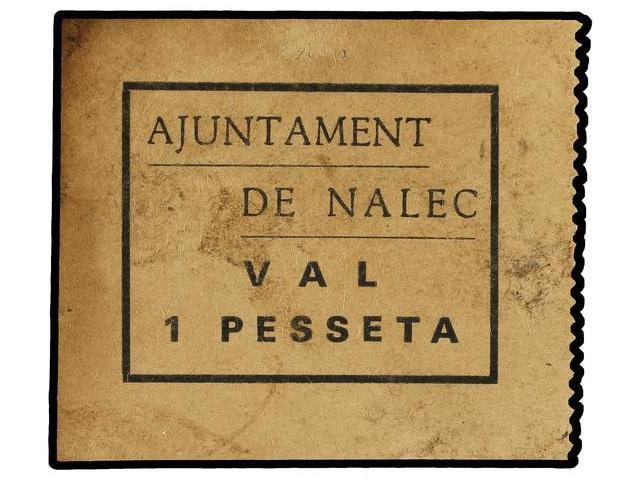 AJUNTAMENT
DE NALEC
VAL
1 PESSETA